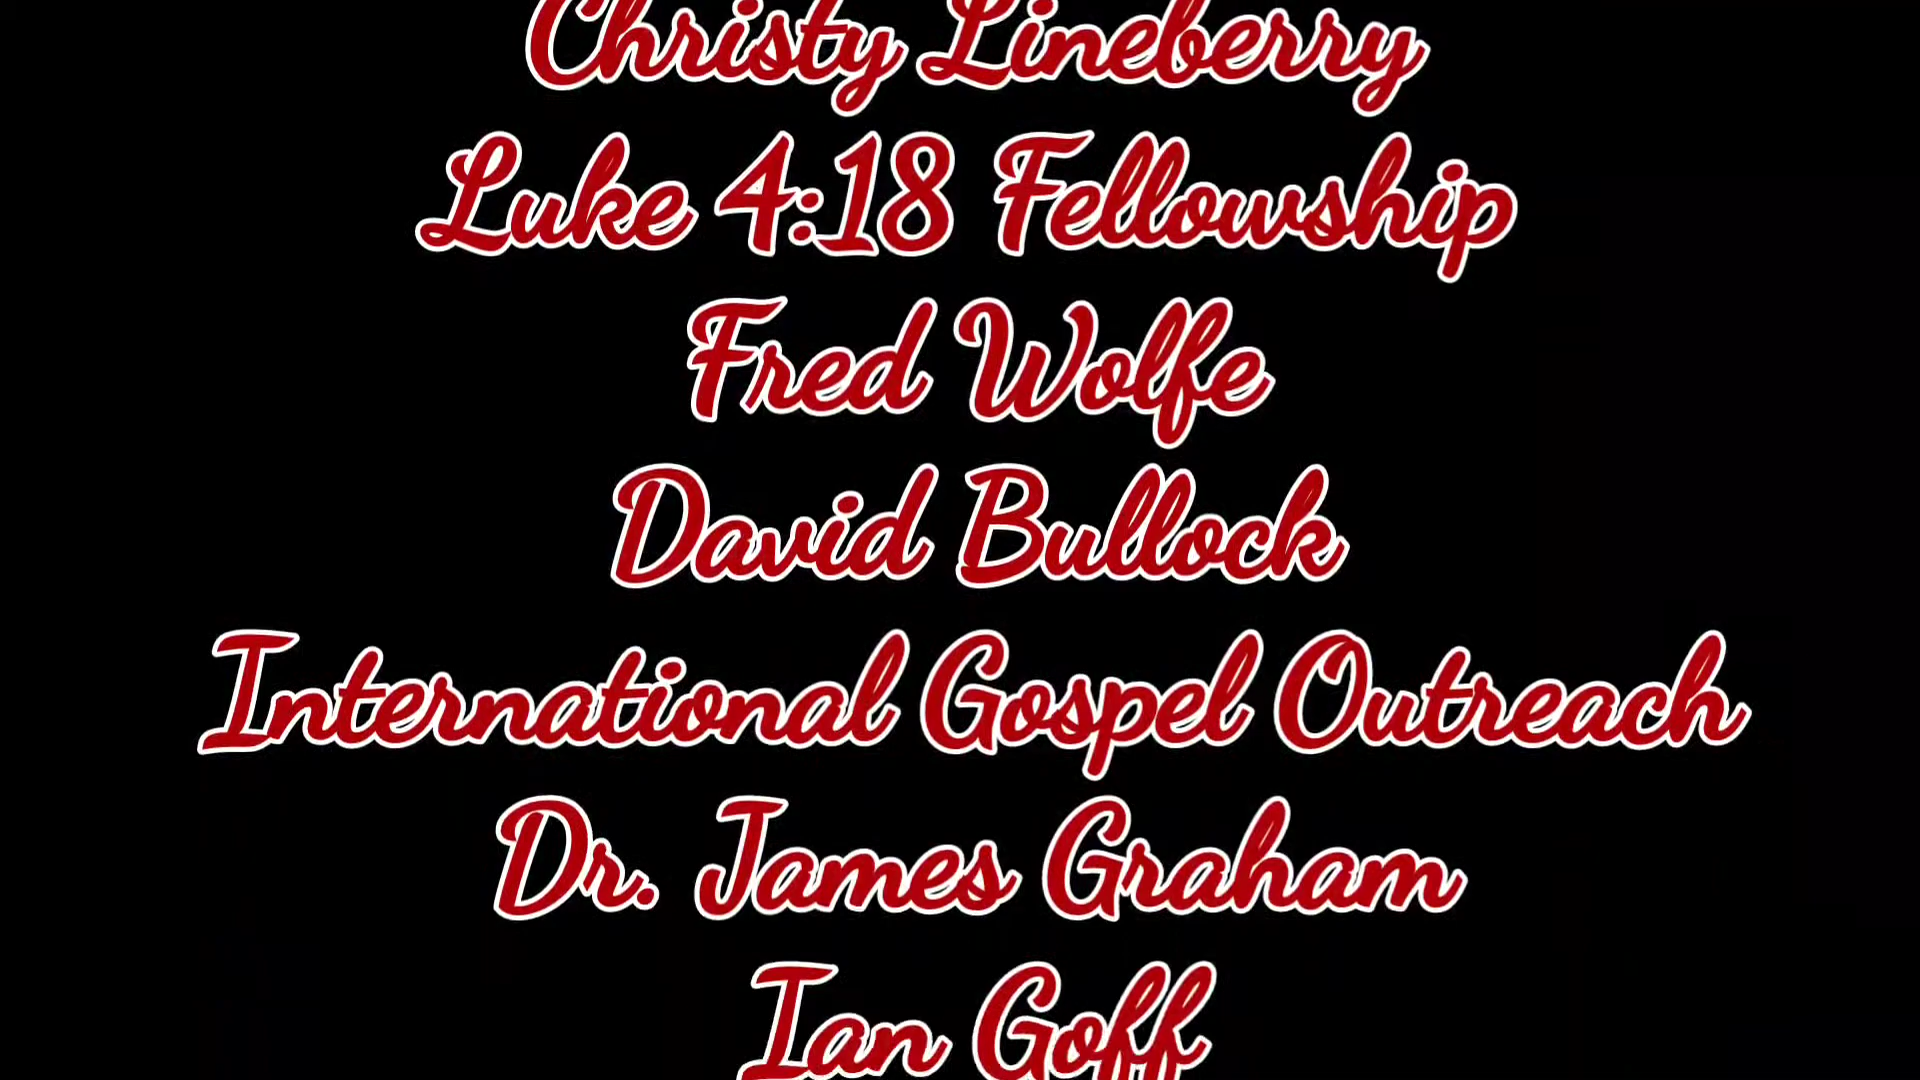 Christy Lineberry
Luke 4:18 Fellowship
Fred Wolfe
David Bullock
International Gospel Outreach
Dr. James Graham
Ian Goff